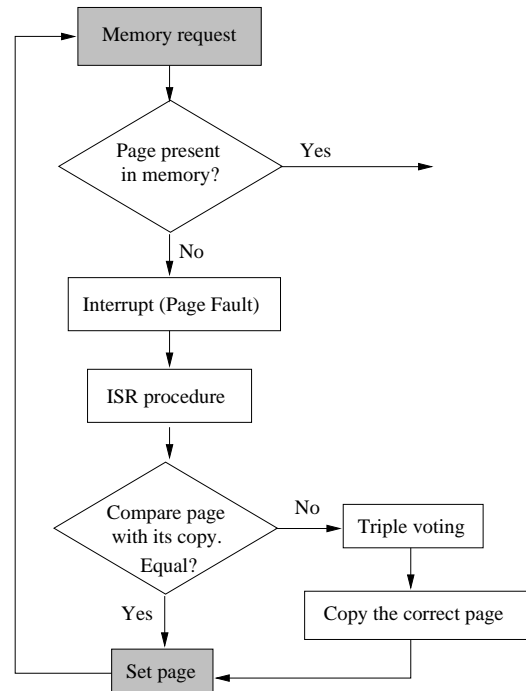 Memory request
Page present
in memory?
Yes
No
Interrupt (Page Fault)
ISR procedure
Compare page
with its copy.
Equal?
No
Triple voting
Yes
Copy the correct page
Set page